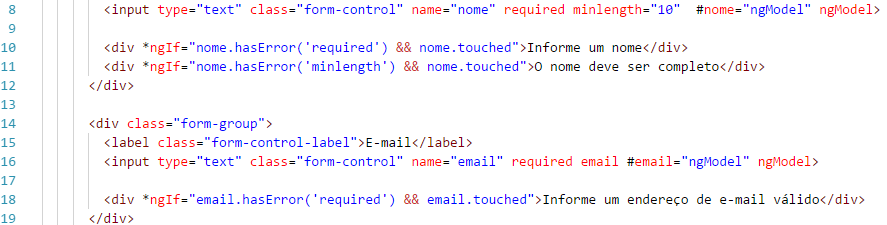 8 <input type="text" class="form-control" name="nome" required minlength="10"  #nome="ngModel" ngModel>
9
10 <div *ngIf="nome.hasError('required') && nome.touched">Informe um nome</div>
11 <div *ngIf="nome.hasError('minlength') && nome.touched">O nome deve ser completo</div>
12 </div>
13
14 <div class="form-group">
15 <label class="form-control-label">E-mail</label>
16 <input type="text" class="form-control" name="email" required email #email="ngModel" ngModel>
17
18 <div *ngIf="email.hasError('required') && email.touched">Informe um endereço de e-mail válido</div>
19 </div>